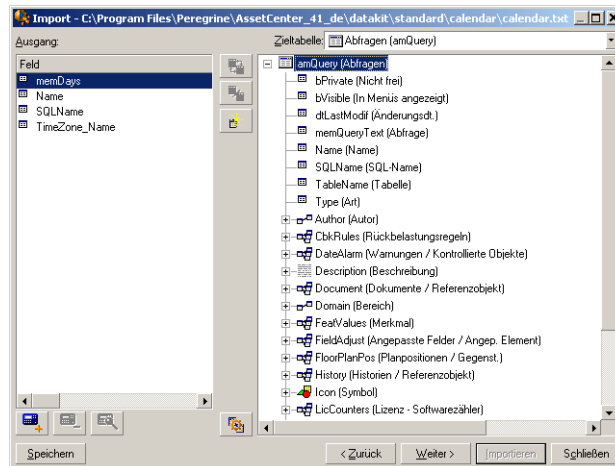 Import - C:\Program Files\Peregrine\AssetCenter_41_de\datakit\standard\calendar\calendar.txt
Ausgang:
Zieltabelle: Abfragen (amQuery)
Feld
memDays
Name
SQLName
TimeZone_Name
amQuery (Abfragen)
bPrivate (Nicht frei)
bVisible (In Menüs angezeigt)
dtLastModif (Änderungsdt.)
memQueryText (Abfrage)
Name (Name)
SQLName (SQL-Name)
TableName (Tabelle)
Type (Art)
Author (Autor)
CbkRules (Rückbelastungsregeln)
DateAlarm (Warnungen / Kontrollierte Objekte)
Description (Beschreibung)
Document (Dokumente / Referenzobjekt)
Domain (Bereich)
FeatValues (Merkmal)
FieldAdjust (Angepasste Felder / Angep. Element)
FloorPlanPos (Planpositionen / Gegenst.)
History (Historien / Referenzobjekt)
Icon (Symbol)
LicCounters (Lizenz - Softwarezähler)
Speichern
< Zurück
Weiter >
Importieren
Schließen